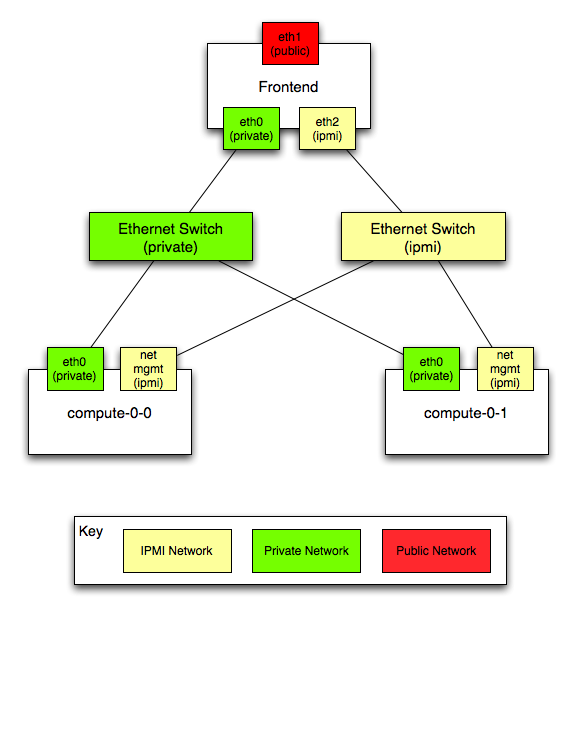 eth1
(public)
Frontend
eth0
(private)
eth2
(ipmi)
Ethernet Switch
(private)
Ethernet Switch
(ipmi)
eth0
(private)
net
mgmt
(ipmi)
compute-0-0
eth0
(private)
net
mgmt
(ipmi)
compute-0-1
Key
IPMI Network
Private Network
Public Network